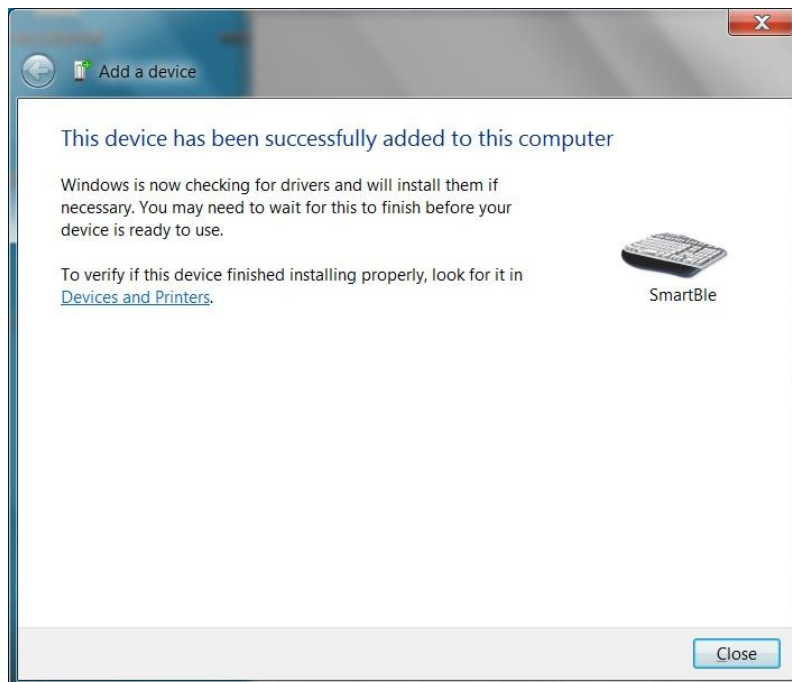 Add a device
This device has been successfully added to this computer
Windows is now checking for drivers and will install them if
necessary. You may need to wait for this to finish before your
device is ready to use.
To verify if this device finished installing properly, look for it in
Devices and Printers.
SmartBle
Close